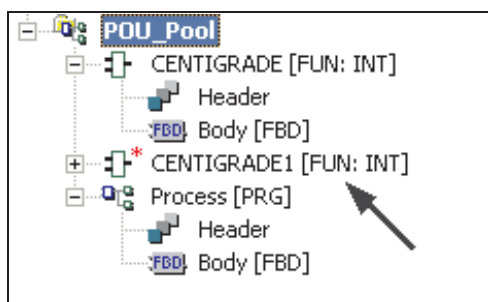 POU_Pool
CENTIGRADE [FUN: INT]
Header
FBD Body [FBD]
* CENTIGRADE1 [FUN: INT]
Process [PRG]
Header
FBD Body [FBD]